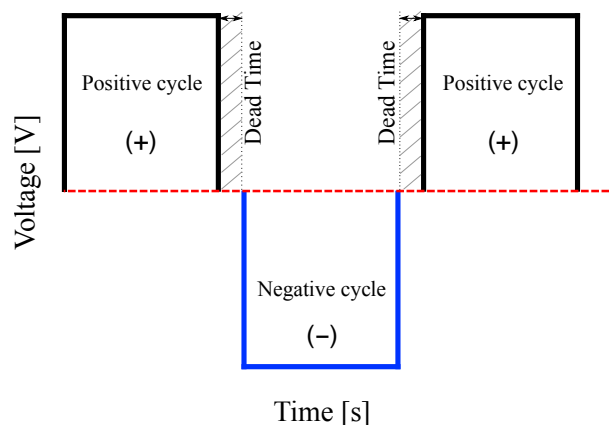 Positive cycle
(+)
Dead Time
Dead Time
Positive cycle
(+)
Voltage [V]
Negative cycle
(−)
Time [s]